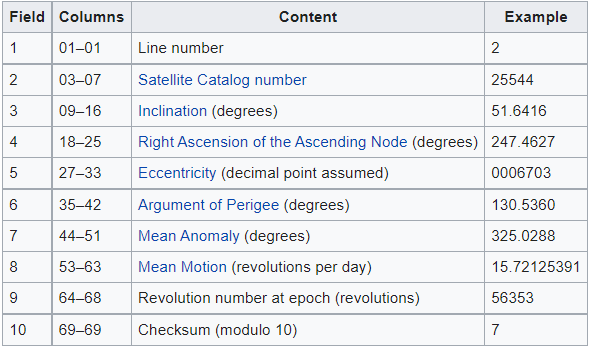 Field Columns Content Example
1 01–01 Line number 2
2 03–07 Satellite Catalog number 25544
3 09–16 Inclination (degrees) 51.6416
4 18–25 Right Ascension of the Ascending Node (degrees) 247.4627
5 27–33 Eccentricity (decimal point assumed) 0006703
6 35–42 Argument of Perigee (degrees) 130.5360
7 44–51 Mean Anomaly (degrees) 325.0288
8 53–63 Mean Motion (revolutions per day) 15.72125391
9 64–68 Revolution number at epoch (revolutions) 56353
10 69–69 Checksum (modulo 10) 7